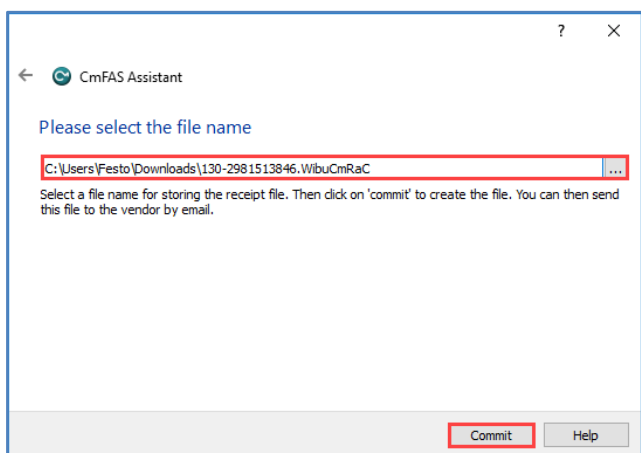 ? ×
← CmFAS Assistant
Please select the file name
C:\Users\Festo\Downloads\130-2981513846.WibuCmRaC ...
Select a file name for storing the receipt file. Then click on 'commit' to create the file. You can then send
this file to the vendor by email.
Commit Help